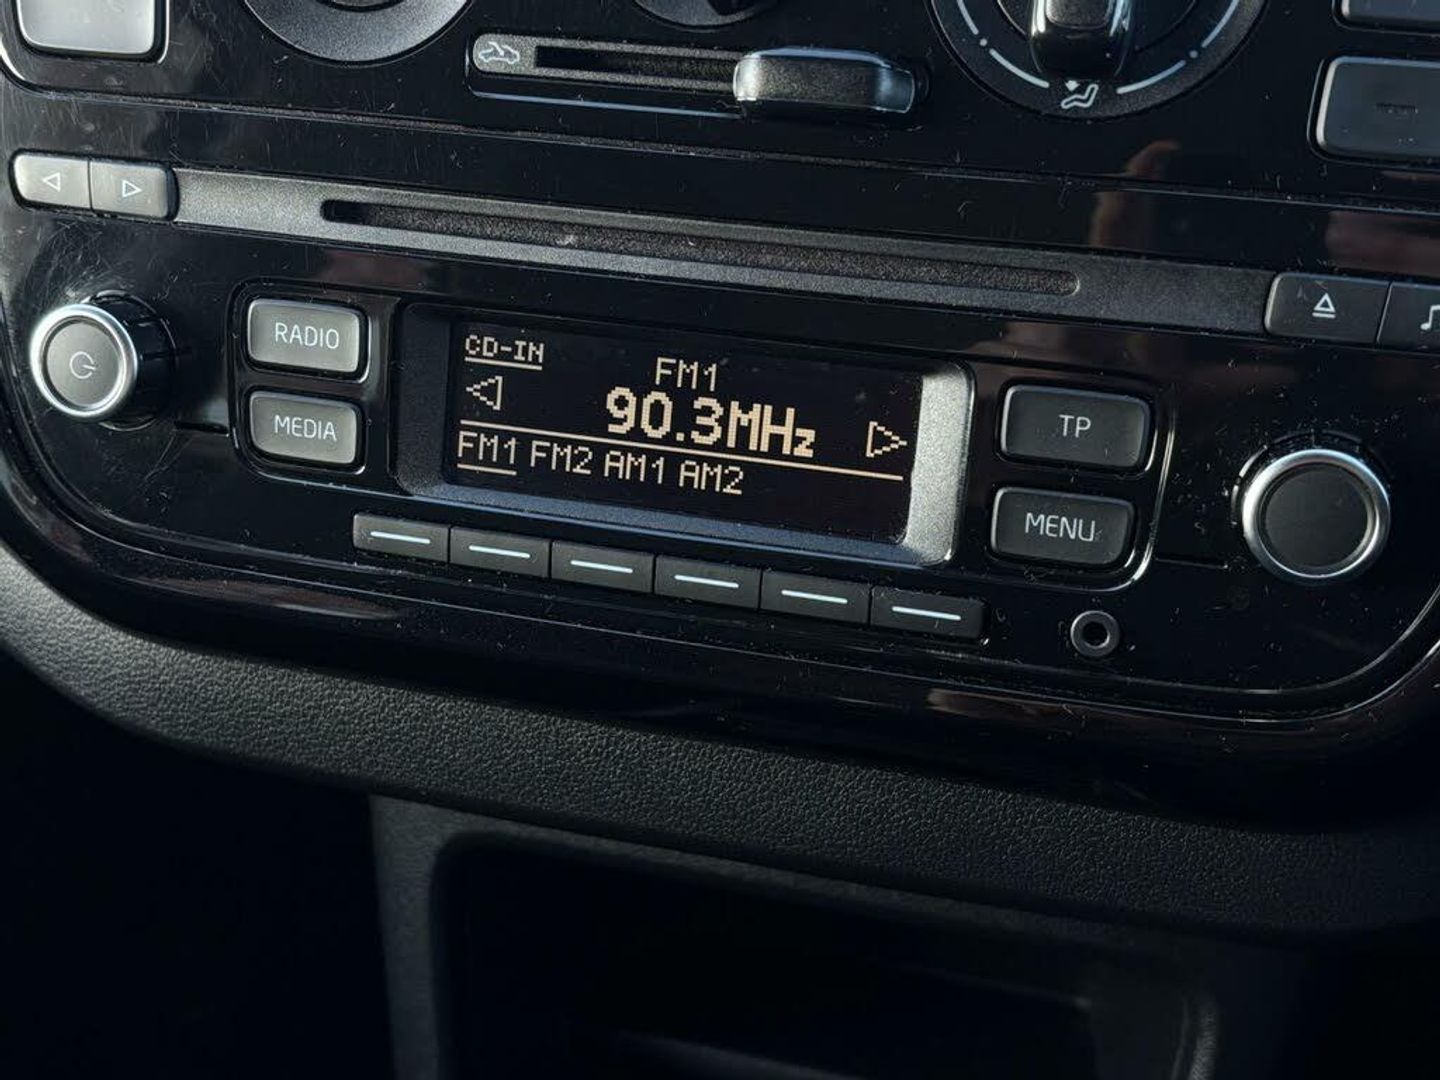 RADIO
MEDIA
CD-IN
FM1
90.3MHz
FM1 FM2 AM1 AM2
TP
MENU